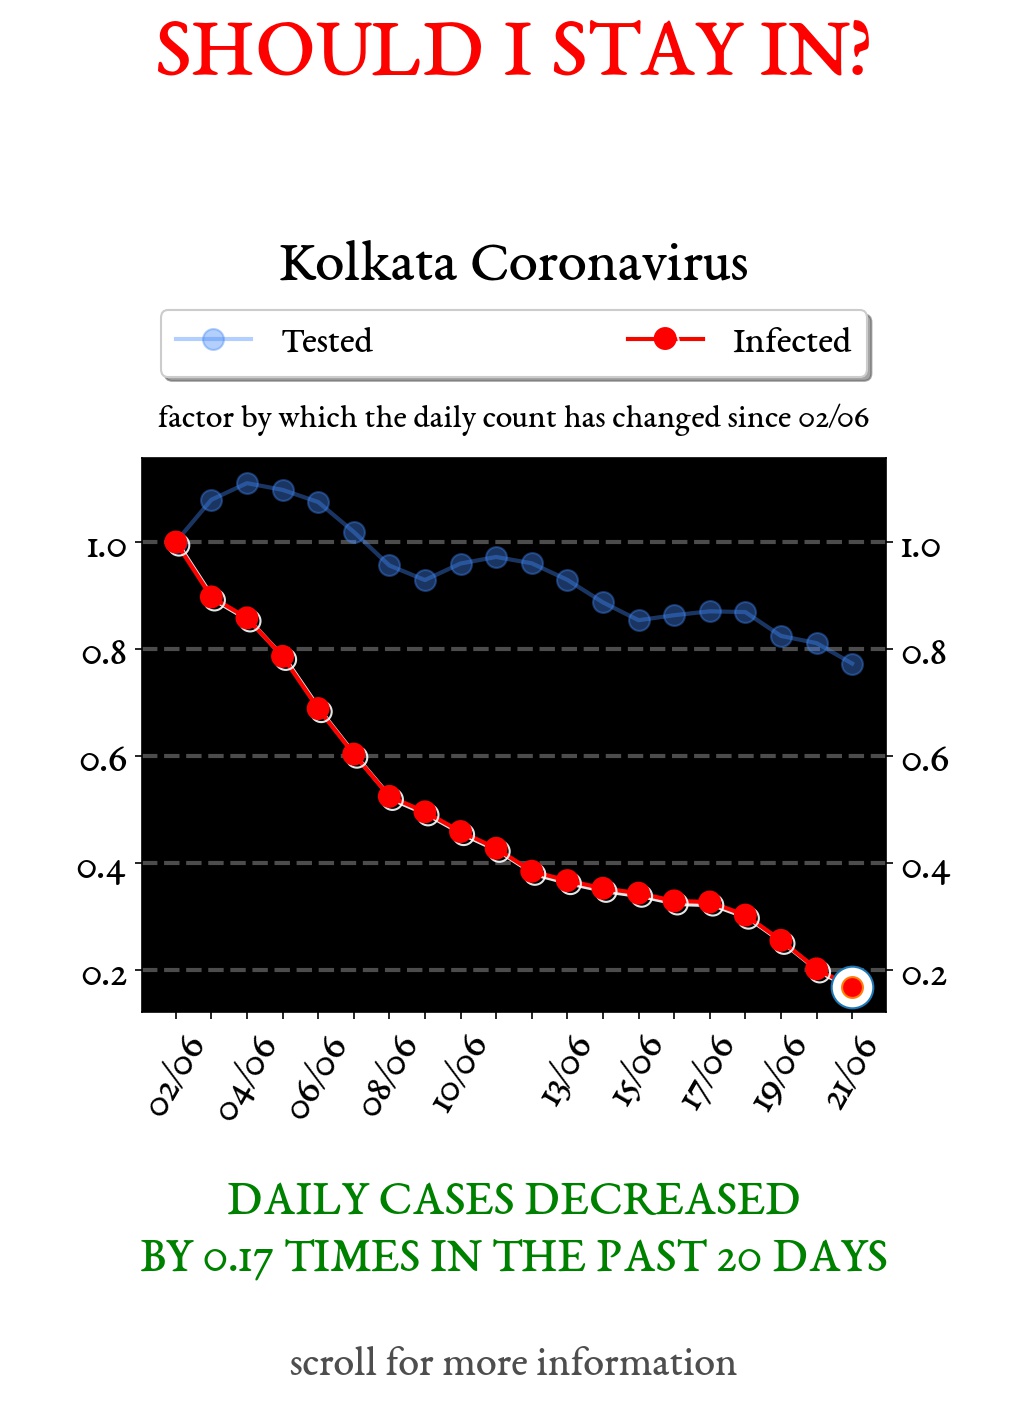 SHOULD I STAY IN?
Kolkata Coronavirus
Tested Infected
factor by which the daily count has changed since 02/06
1.0 1.0
0.8 0.8
0.6 0.6
0.4 0.4
0.2 0.2
02/06 04/06 06/06 08/06 10/06 13/06 15/06 17/06 19/06 21/06
DAILY CASES DECREASED
BY 0.17 TIMES IN THE PAST 20 DAYS
scroll for more information